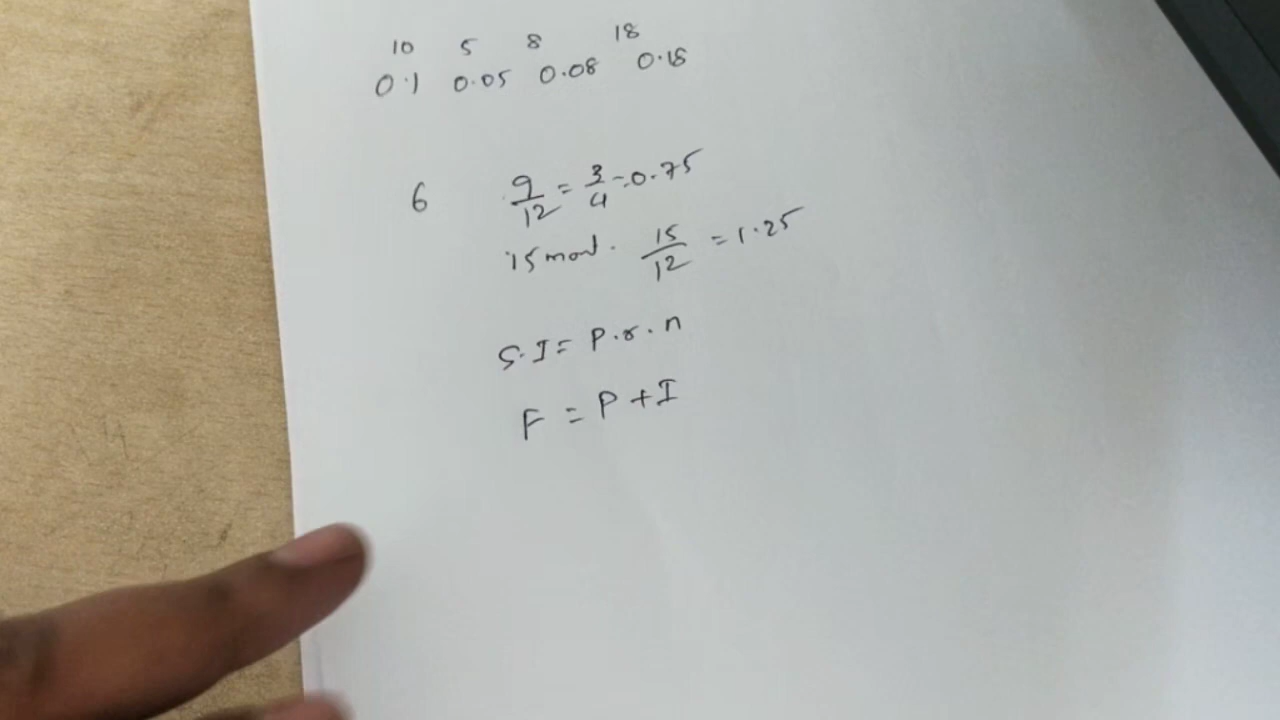 10 5 8 18
0.1 0.05 0.08 0.18
6 9/12 = 3/4 = 0.75
15 mont. 15/12 = 1.25
S.I = P.r.n
F = P + I